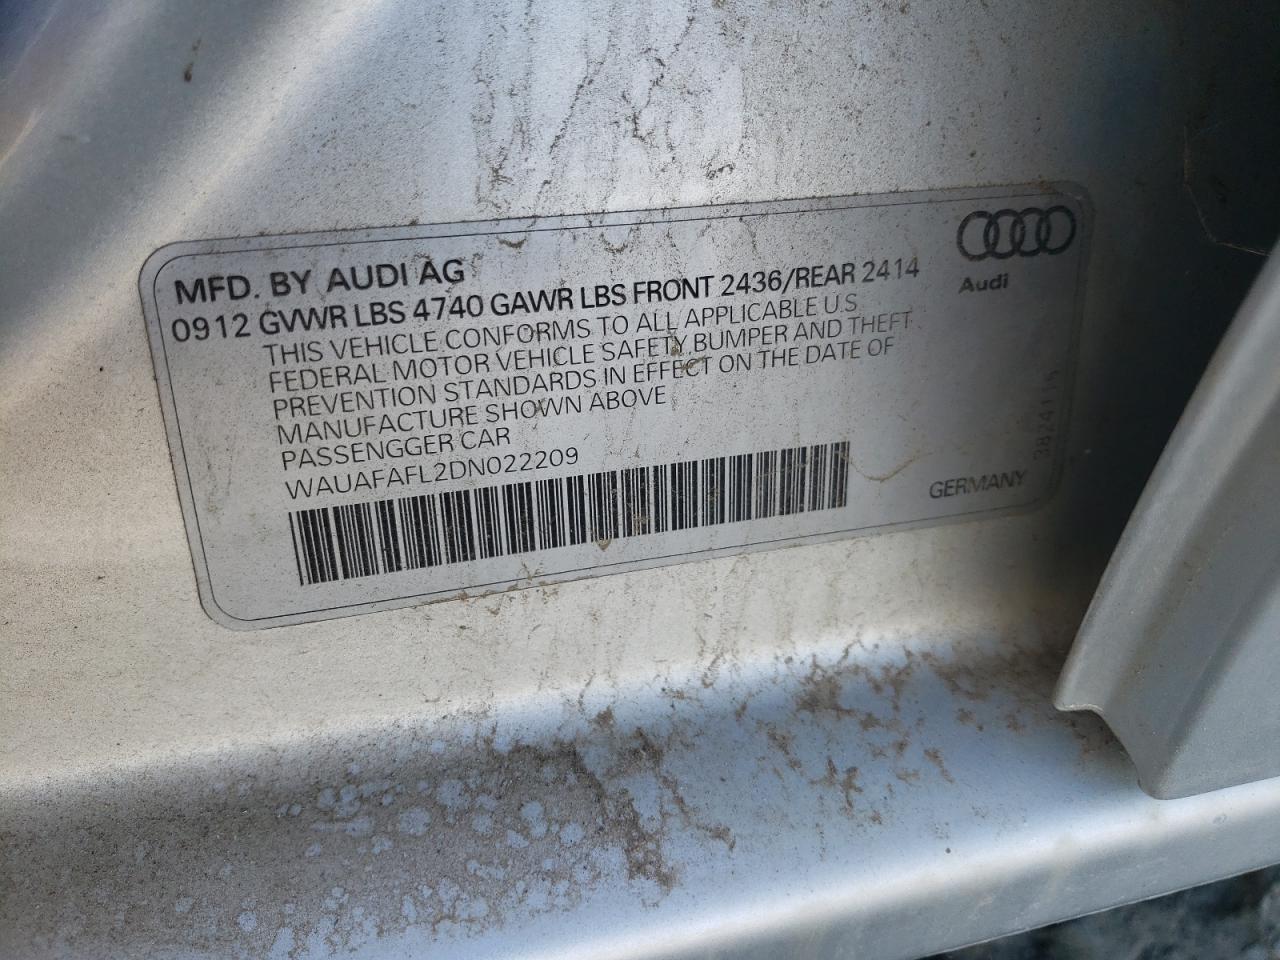 MFD. BY AUDI AG
0912 GVWR LBS 4740 GAWR LBS FRONT 2436/REAR 2414
THIS VEHICLE CONFORMS TO ALL APPLICABLE U.S
FEDERAL MOTOR VEHICLE SAFETY BUMPER AND THEFT
PREVENTION STANDARDS IN EFFECT ON THE DATE OF
MANUFACTURE SHOWN ABOVE
PASSENGGER CAR
WAUAFAFL2DN022209
Audi
GERMANY